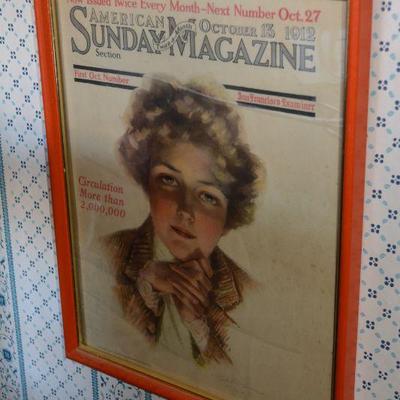 Now Issued Twice Every Month-Next Number Oct. 27
AMERICAN OCTOBER 13, 1912
SUNDAY MAGAZINE
Section
First Oct. Number
San Francisco Examiner
Circulation
More than
2,000,000